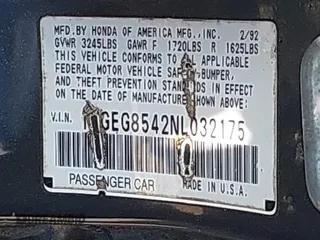 MFD.BY HONDA OF AMERICA MFG.,INC. 2/92
GVWR 3245LBS GAWR F 1720LBS R 1625LBS
THIS VEHICLE CONFORMS TO ALL APPLICABLE
FEDERAL MOTOR VEHICLE SAFETY,BUMPER,
AND THEFT PREVENTION STANDARDS IN EFFECT
ON THE DATE OF MANUFACTURE SHOWN ABOVE:
V.I.N. GEG8542NL032175
PASSENGER CAR MADE IN U.S.A.